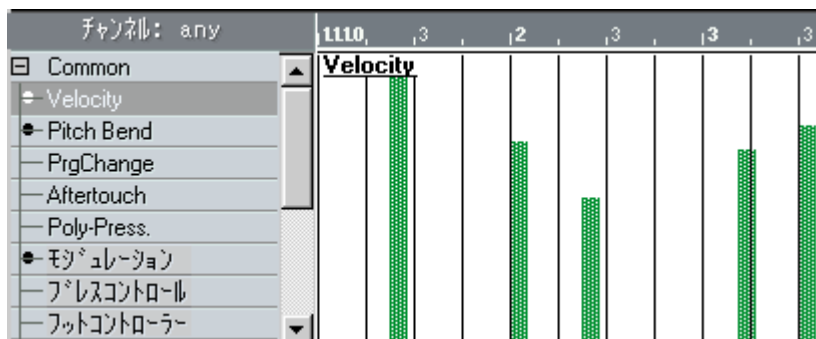 チャンネル: any
1.1.1.0, ,3 , ,2 , ,3 , ,3 , ,3
Common
Velocity
Velocity
Pitch Bend
PrgChange
Aftertouch
Poly-Press.
モジュレーション
ブレスコントロール
フットコントローラー